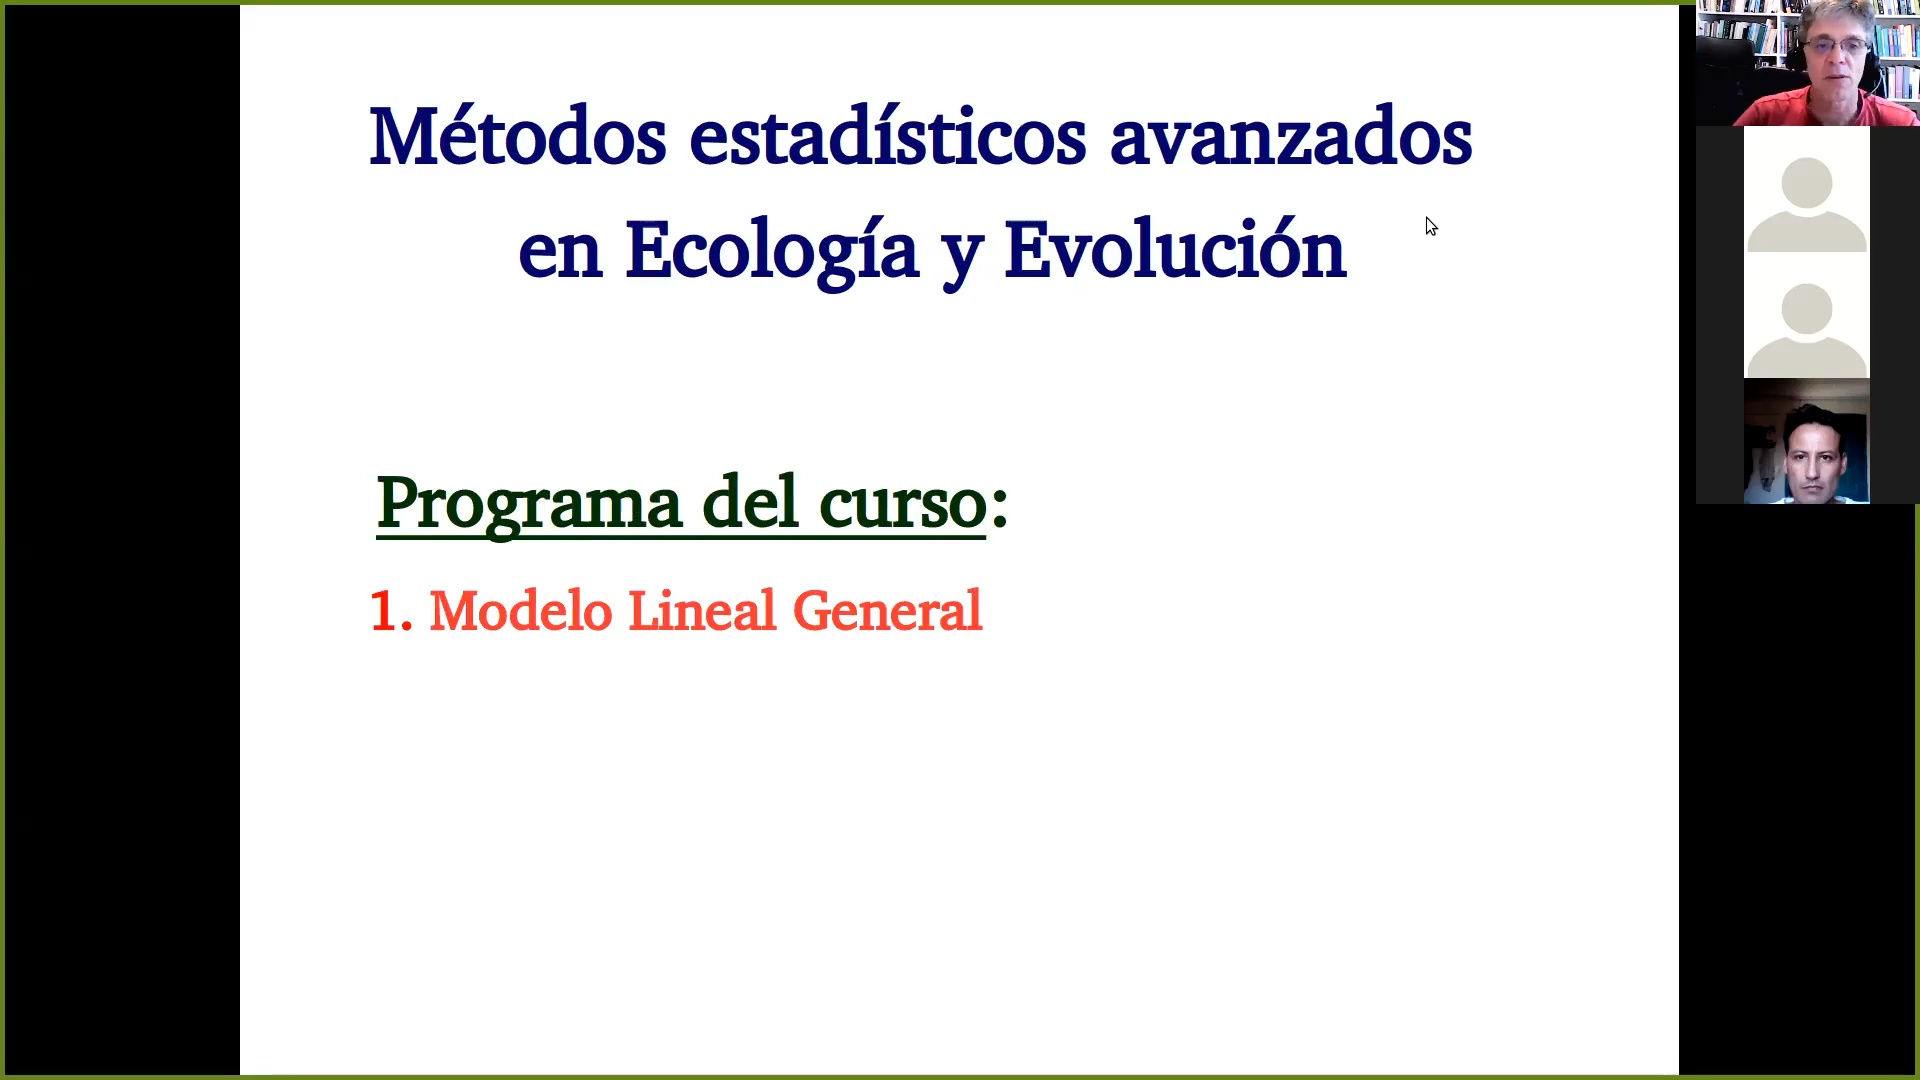 Métodos estadísticos avanzados
en Ecología y Evolución
Programa del curso:
1. Modelo Lineal General